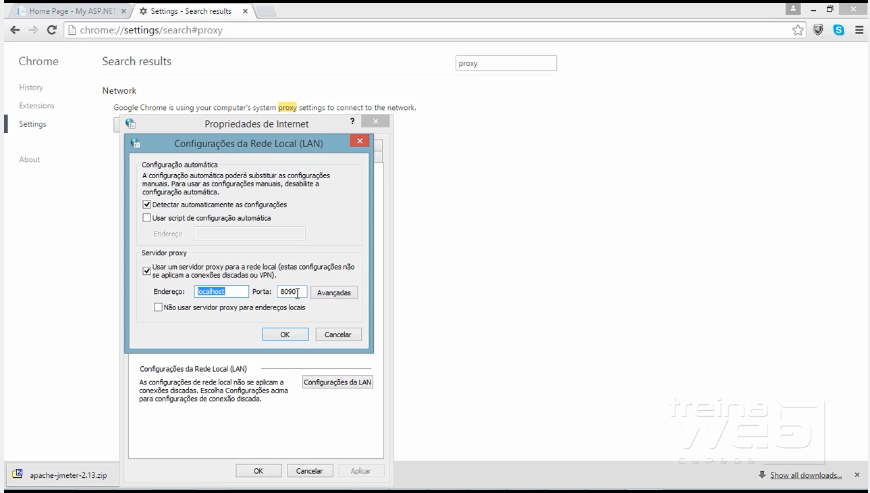 Home Page - My ASP.NET
Settings - Search results
chrome://settings/search#proxy
Chrome
Search results
proxy
History
Extensions
Settings
About
Network
Google Chrome is using your computer's system proxy settings to connect to the network.
Propriedades de Internet
Configurações da Rede Local (LAN)
Configuração automática
A configuração automática poderá substituir as configurações
manuais. Para usar as configurações manuais, desabilite a
configuração automática.
Detectar automaticamente as configurações
Usar script de configuração automática
Endereço
Servidor proxy
Usar um servidor proxy para a rede local (estas configurações não
se aplicam a conexões discadas ou VPN).
Endereço:
localhost
Porta:
8090
Avançadas
Não usar servidor proxy para endereços locais
OK
Cancelar
Configurações da Rede Local (LAN)
As configurações de rede local não se aplicam a
conexões discadas. Escolha Configurações acima
para configurações de conexão discada.
Configurações da LAN
OK
Cancelar
Aplicar
treina
web
CURSOS
apache-jmeter-2.13.zip
Show all downloads...